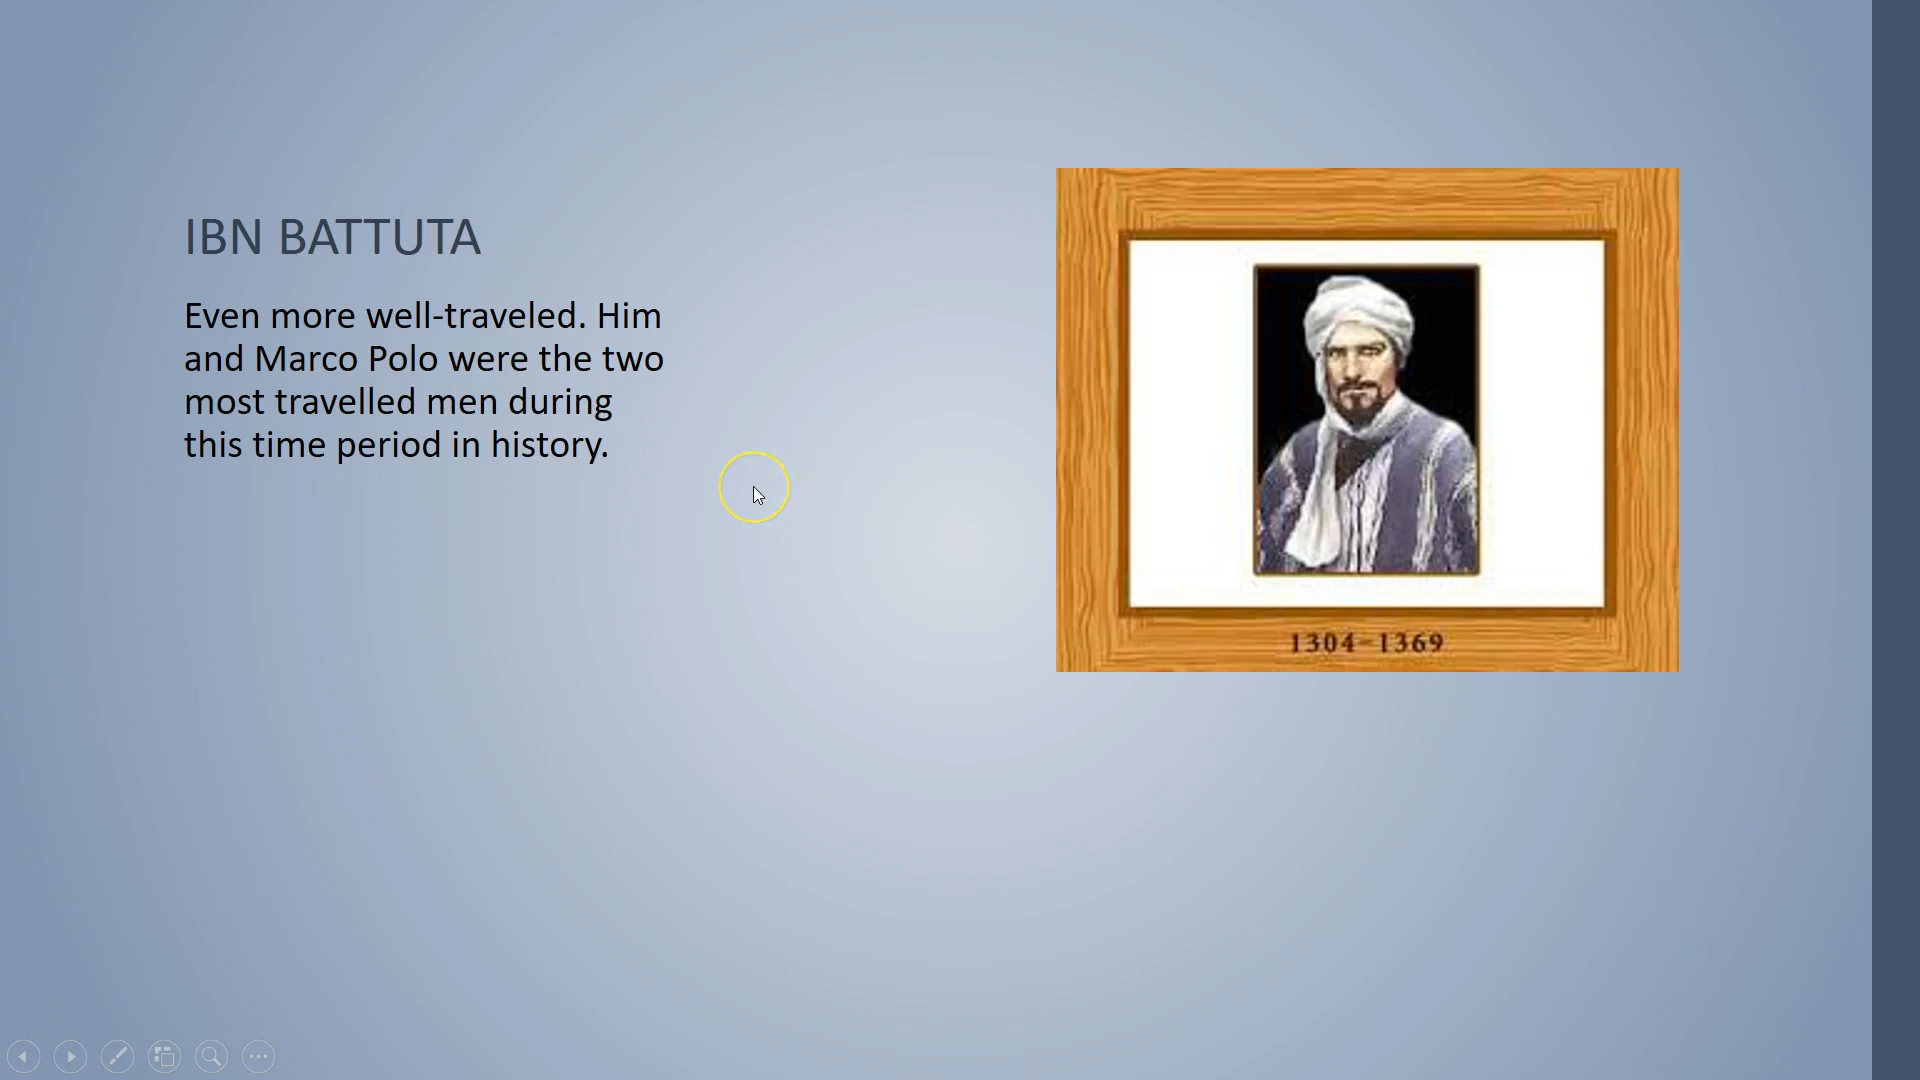 IBN BATTUTA
Even more well-traveled. Him
and Marco Polo were the two
most travelled men during
this time period in history.
1304-1369